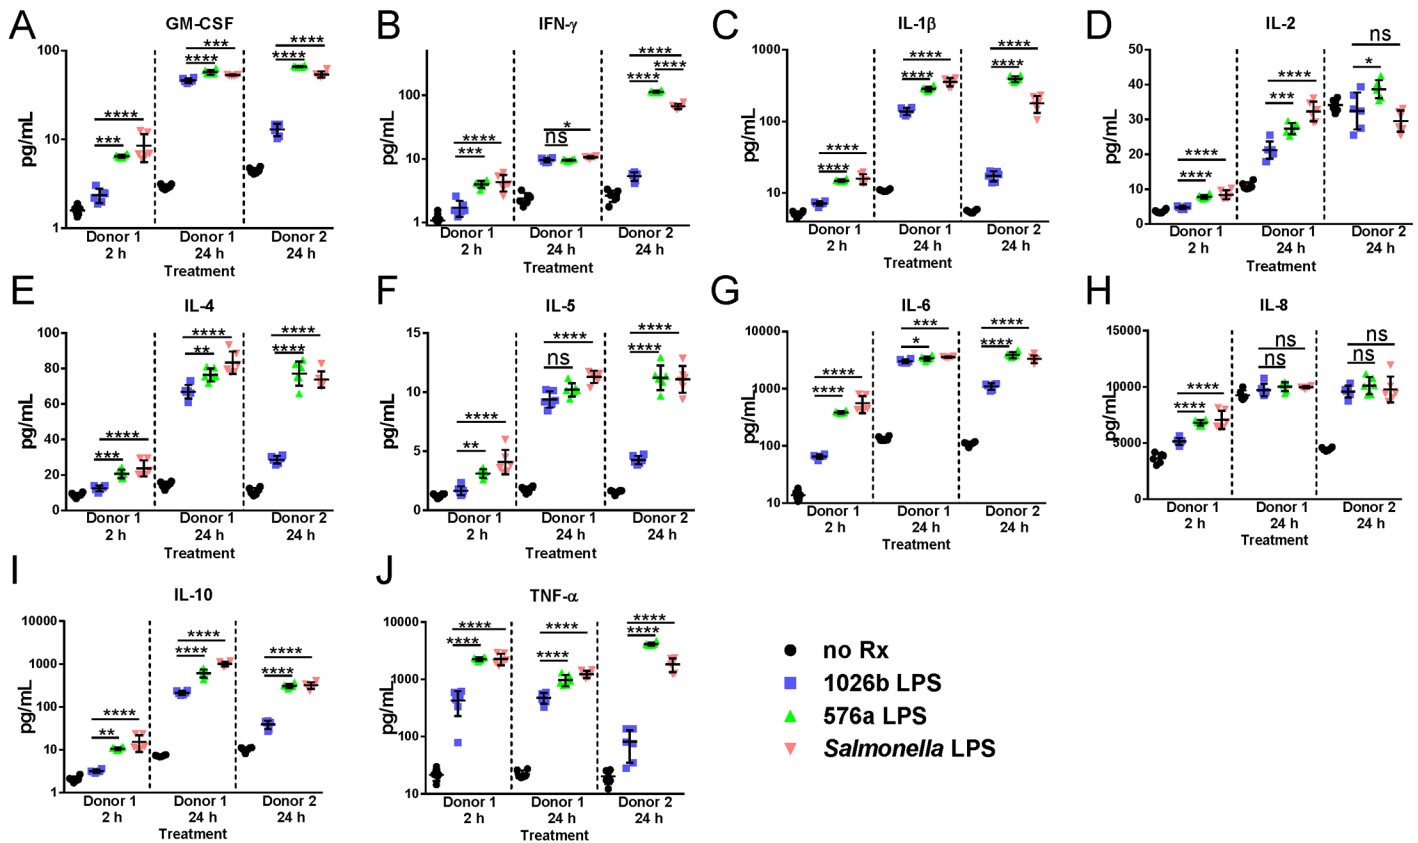 A
GM-CSF
pg/mL
100
10
1
***
****
****
***
****
****
Donor 1
2 h
Donor 1
24 h
Donor 2
24 h
Treatment
B
IFN-γ
pg/mL
100
10
1
***
****
ns
*
****
****
****
Donor 1
2 h
Donor 1
24 h
Donor 2
24 h
Treatment
C
IL-1β
pg/mL
1000
100
10
****
****
****
****
****
****
Donor 1
2 h
Donor 1
24 h
Donor 2
24 h
Treatment
D
IL-2
pg/mL
50
40
30
20
10
0
****
****
***
****
*
ns
Donor 1
2 h
Donor 1
24 h
Donor 2
24 h
Treatment
E
IL-4
pg/mL
100
80
60
40
20
0
***
****
**
****
****
****
Donor 1
2 h
Donor 1
24 h
Donor 2
24 h
Treatment
F
IL-5
pg/mL
15
10
5
0
**
****
ns
****
****
****
Donor 1
2 h
Donor 1
24 h
Donor 2
24 h
Treatment
G
IL-6
pg/mL
10000
1000
100
10
****
****
*
***
****
****
Donor 1
2 h
Donor 1
24 h
Donor 2
24 h
Treatment
H
IL-8
pg/mL
15000
10000
5000
0
****
****
ns
ns
ns
ns
Donor 1
2 h
Donor 1
24 h
Donor 2
24 h
Treatment
I
IL-10
pg/mL
10000
1000
100
10
1
**
****
****
****
****
****
Donor 1
2 h
Donor 1
24 h
Donor 2
24 h
Treatment
J
TNF-α
pg/mL
10000
1000
100
10
****
****
****
****
****
****
Donor 1
2 h
Donor 1
24 h
Donor 2
24 h
Treatment
no Rx
1026b LPS
576a LPS
Salmonella LPS